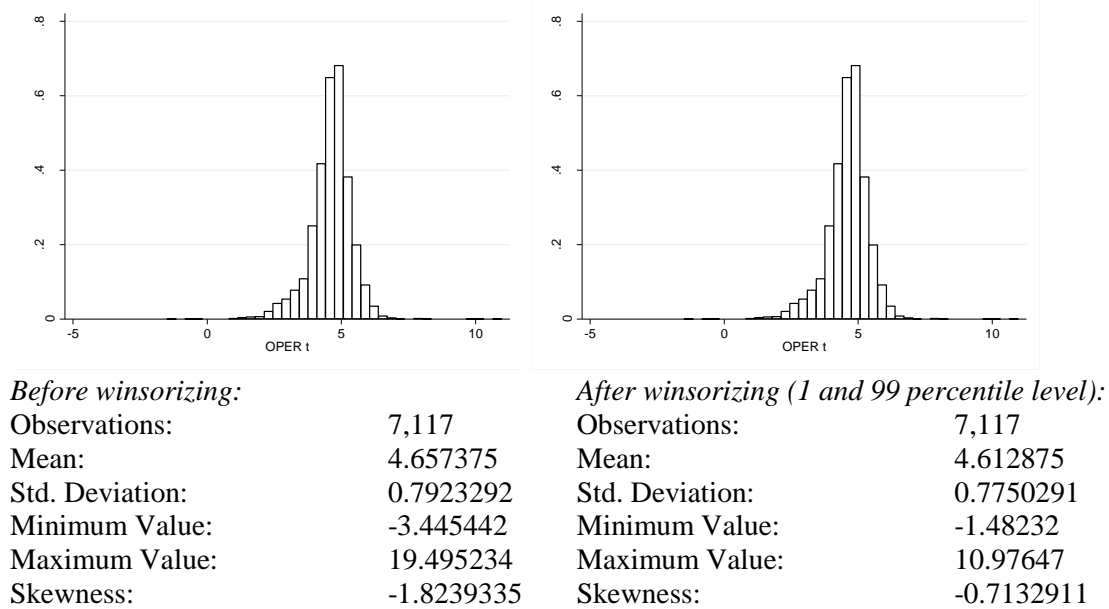 .8
.6
.4
.2
0
-5 0 5 10
OPER t
.8
.6
.4
.2
0
-5 0 5 10
OPER t
Before winsorizing:
Observations: 7,117
Mean: 4.657375
Std. Deviation: 0.7923292
Minimum Value: -3.445442
Maximum Value: 19.495234
Skewness: -1.8239335
After winsorizing (1 and 99 percentile level):
Observations: 7,117
Mean: 4.612875
Std. Deviation: 0.7750291
Minimum Value: -1.48232
Maximum Value: 10.97647
Skewness: -0.7132911